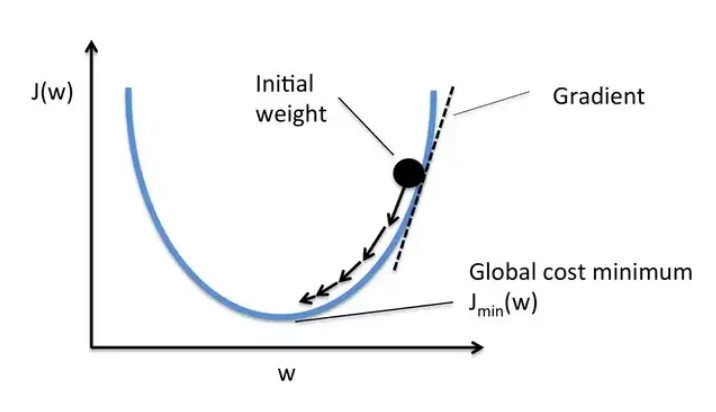 J(w)
Initial
weight
Gradient
Global cost minimum
Jmin(w)
w